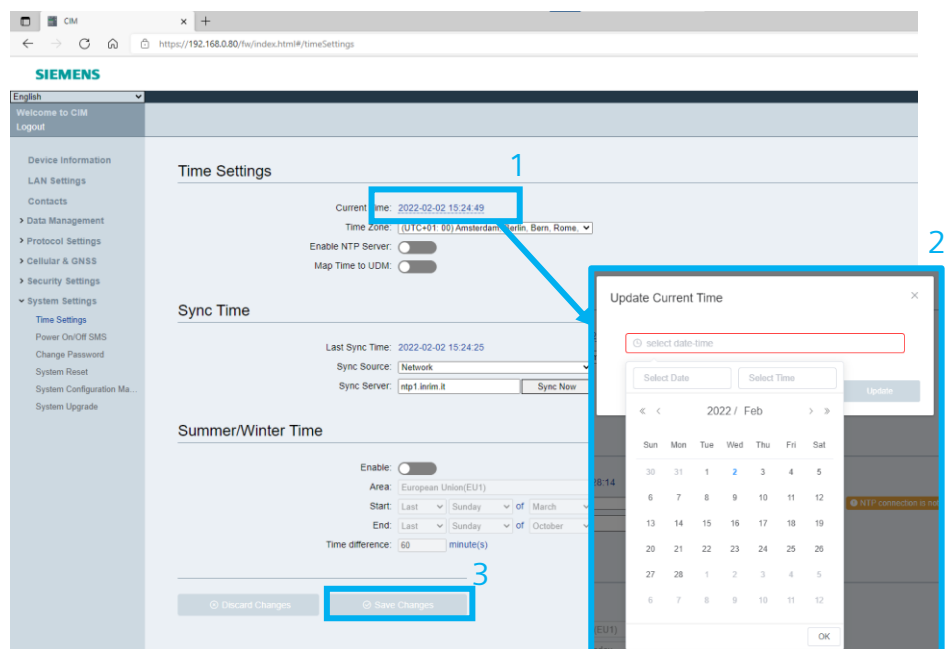 CIM
https://192.168.0.80/fw/index.html#/timeSettings
SIEMENS
English
Welcome to CIM
Logout
Device Information
LAN Settings
Contacts
Data Management
Protocol Settings
Cellular & GNSS
Security Settings
System Settings
Time Settings
Power On/Off SMS
Change Password
System Reset
System Configuration Ma...
System Upgrade
Time Settings
1
Current Time: 2022-02-02 15:24:49
Time Zone: (UTC+01: 00) Amsterdam, Berlin, Bern, Rome,
Enable NTP Server:
Map Time to UDM:
Sync Time
Last Sync Time: 2022-02-02 15:24:25
Sync Source: Network
Sync Server: ntp1.inrim.it Sync Now
Summer/Winter Time
Enable:
Area: European Union(EU1)
Start: Last Sunday of March
End: Last Sunday of October
Time difference: 60 minute(s)
3
Discard Changes Save Changes
2
Update Current Time
select date-time
Select Date Select Time
Update
« < 2022 / Feb > »
Sun Mon Tue Wed Thu Fri Sat
30 31 1 2 3 4 5
6 7 8 9 10 11 12
13 14 15 16 17 18 19
20 21 22 23 24 25 26
27 28 1 2 3 4 5
6 7 8 9 10 11 12
OK
28:14
NTP connection is not
(EU1)